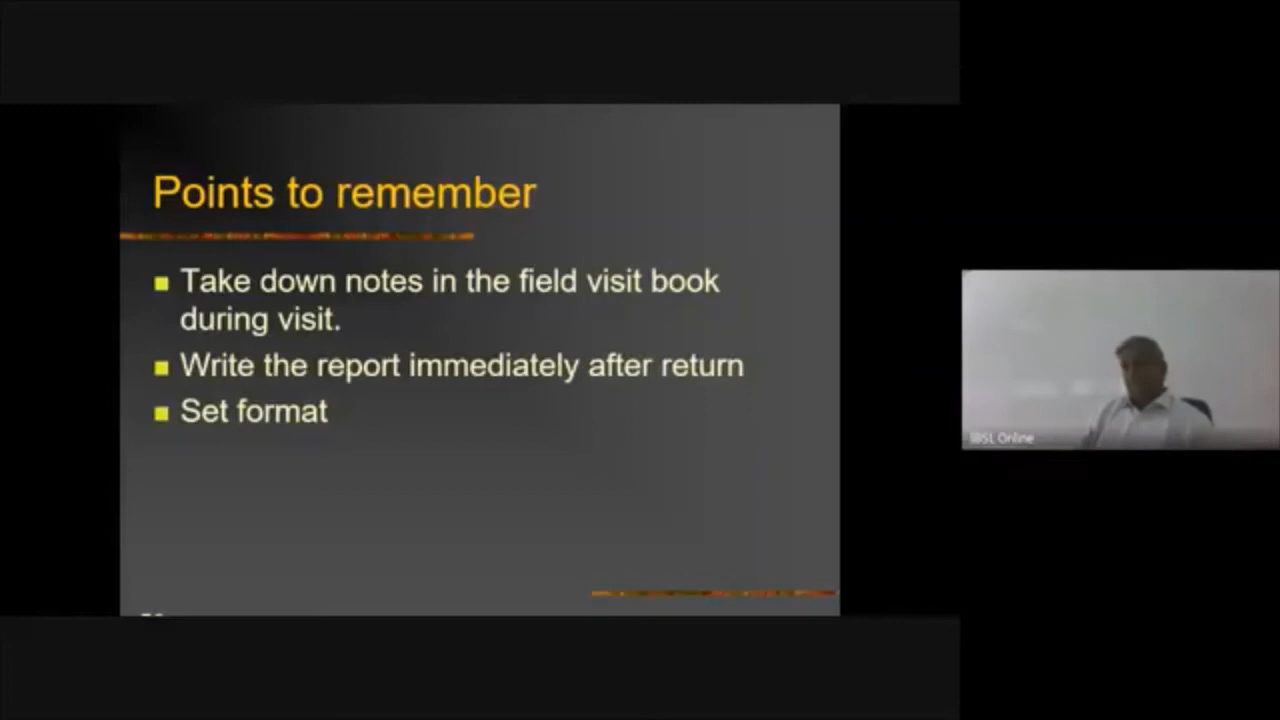 Points to remember
Take down notes in the field visit book
during visit.
Write the report immediately after return
Set format
IBSL Online